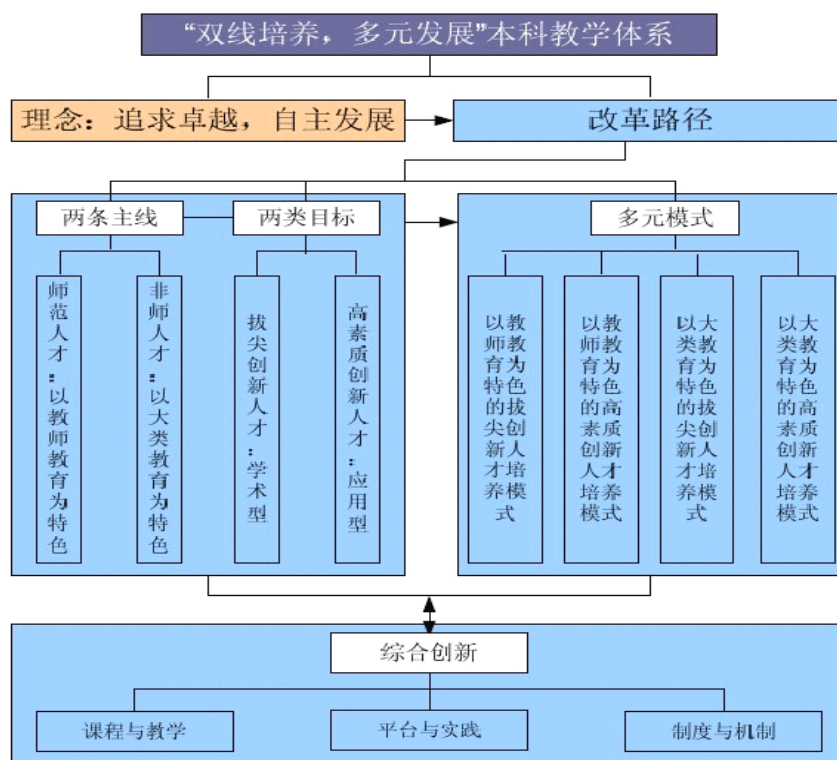 “双线培养，多元发展”本科教学体系
理念：追求卓越，自主发展
改革路径
两条主线
两类目标
多元模式
师范人才：以教师教育为特色
非师人才：以大类教育为特色
拔尖创新人才：学术型
高素质创新人才：应用型
以教师教育为特色的拔尖创新人才培养模式
以教师教育为特色的高素质创新人才培养模式
以大类教育为特色的拔尖创新人才培养模式
以大类教育为特色的高素质创新人才培养模式
综合创新
课程与教学
平台与实践
制度与机制